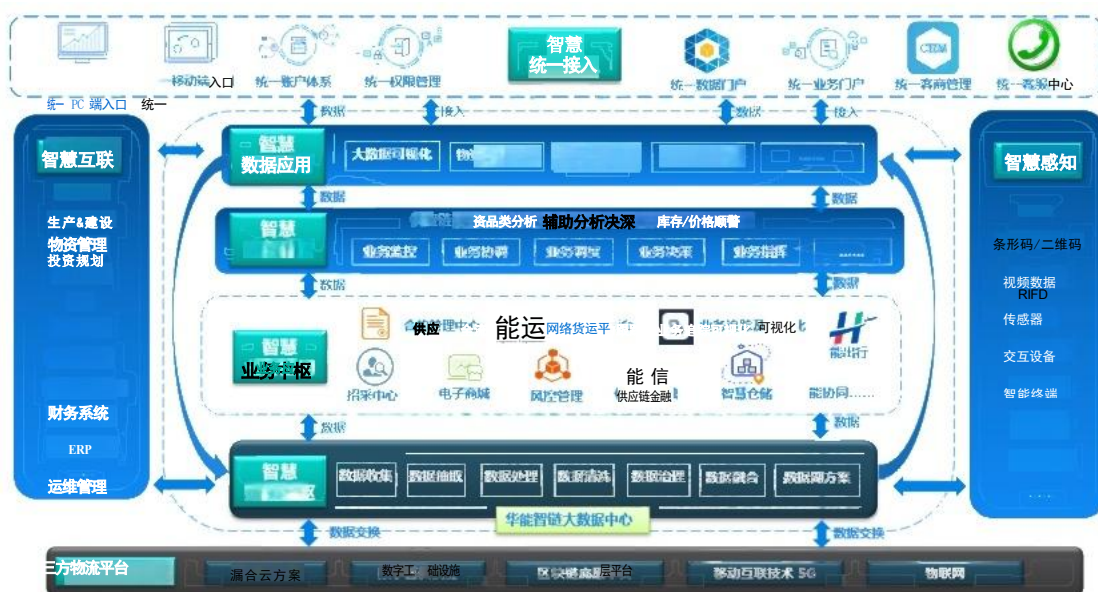 智慧
统一接入
移动端入口
统一账户体系
统一权限管理
统一数据门户
统一业务门户
统一客商管理
统一客服中心
统一 PC 端入口 统一
数据
接入
数据
接入
智慧互联
生产&建设
物资管理
投资规划
财务系统
ERP
运维管理
智慧
数据应用
大数据可视化
数据
数据
智慧
资品类分析 辅助分析决深 库存/价格顺警
业务监控
业务协调
业务调度
业务决策
业务指挥
数据
数据
智慧
业务中枢
供应
能运
网络货运平
可视化
能出行
招采中心
电子商城
风控管理
能信
供应链金融
智慧仓储
能协同......
数据
数据
智慧
数据收集
数据抽取
数据处理
数据清洗
数据治理
数据融合
数据湖方案
华能智链大数据中心
数据交换
数据交换
三方物流平台
漏合云方案
数字工 础设施
区块链底层平台
移动互联技术 5G
物联网
智慧感知
条形码/二维码
视频数据
RIFD
传感器
交互设备
智能终端
...